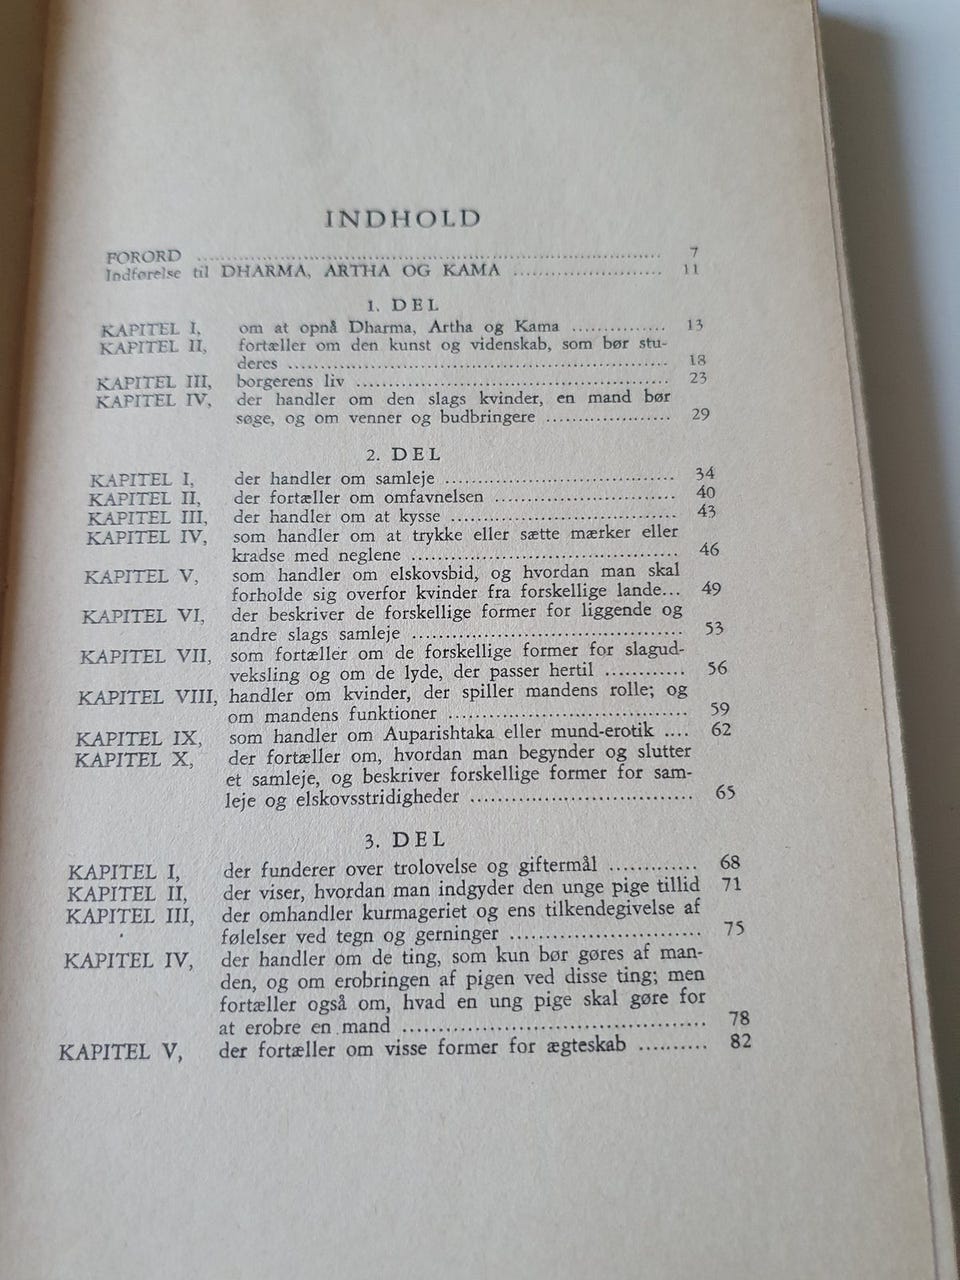 INDHOLD
FORORD ........................................ 7
Indførelse til DHARMA, ARTHA OG KAMA ........................ 11
1. DEL
KAPITEL I, om at opnå Dharma, Artha og Kama ............... 13
KAPITEL II, fortæller om den kunst og videnskab, som bør stu-
deres ........................................ 18
KAPITEL III, borgerens liv ........................................ 23
KAPITEL IV, der handler om den slags kvinder, en mand bør
søge, og om venner og budbringere .................... 29
2. DEL
KAPITEL I, der handler om samleje .................................... 34
KAPITEL II, der fortæller om omfavnelsen ............................ 40
KAPITEL III, der handler om at kysse .................................. 43
KAPITEL IV, som handler om at trykke eller sætte mærker eller
kradse med neglene ........................................ 46
KAPITEL V, som handler om elskovsbid, og hvordan man skal
forholde sig overfor kvinder fra forskellige lande... 49
KAPITEL VI, der beskriver de forskellige former for liggende og
andre slags samleje ........................................ 53
KAPITEL VII, som fortæller om de forskellige former for slagud-
veksling og om de lyde, der passer hertil ............ 56
KAPITEL VIII, handler om kvinder, der spiller mandens rolle; og
om mandens funktioner .................................... 59
KAPITEL IX, som handler om Auparishtaka eller mund-erotik .... 62
KAPITEL X, der fortæller om, hvordan man begynder og slutter
et samleje, og beskriver forskellige former for sam-
leje og elskovsstridigheder ................................ 65
3. DEL
KAPITEL I, der funderer over trolovelse og giftermål ............ 68
KAPITEL II, der viser, hvordan man indgyder den unge pige tillid 71
KAPITEL III, der omhandler kurmageriet og ens tilkendegivelse af
følelser ved tegn og gerninger .......................... 75
KAPITEL IV, der handler om de ting, som kun bør gøres af man-
den, og om erobringen af pigen ved disse ting; men
fortæller også om, hvad en ung pige skal gøre for
at erobre en mand ........................................ 78
KAPITEL V, der fortæller om visse former for ægteskab .......... 82